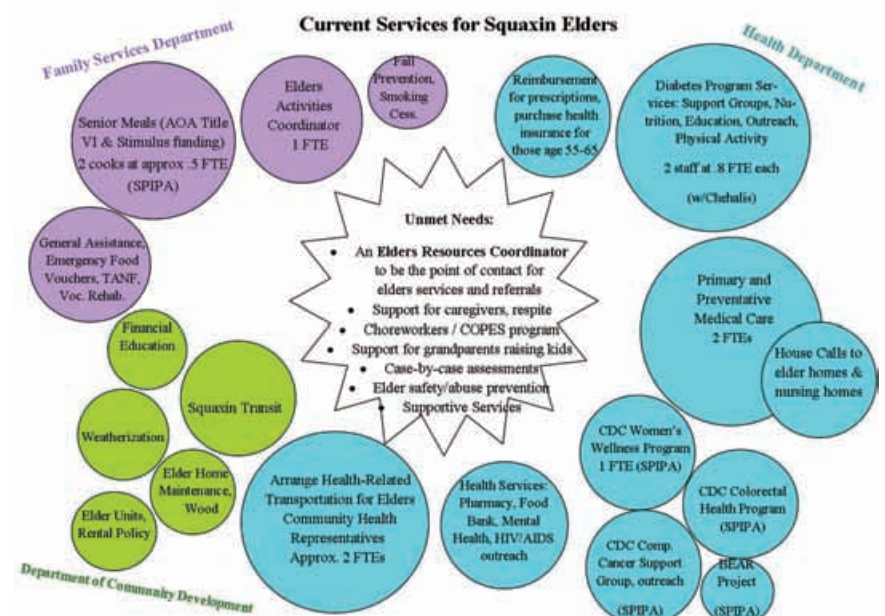 Current Services for Squaxin Elders
Family Services Department
Health Department
Senior Meals (AOA Title
VI & Stimulus funding)
2 cooks at approx .5 FTE
(SPIPA)
Elders
Activities
Coordinator
1 FTE
Fall
Prevention,
Smoking
Cess.
Reimbursement
for prescriptions,
purchase health
insurance for
those age 55-65
Diabetes Program Ser-
vices: Support Groups, Nu-
trition, Education, Outreach,
Physical Activity
2 staff at .8 FTE each
(w/Chehalis)
General Assistance,
Emergency Food
Vouchers, TANF,
Voc. Rehab.
Unmet Needs:
• An Elders Resources Coordinator
to be the point of contact for
elders services and referrals
• Support for caregivers, respite
• Choreworkers / COPES program
• Support for grandparents raising kids
• Case-by-case assessments
• Elder safety/abuse prevention
• Supportive Services
Primary and
Preventative
Medical Care
2 FTEs
House Calls to
elder homes &
nursing homes
Financial
Education
Squaxin Transit
Weatherization
Elder Home
Maintenance,
Wood
Elder Units,
Rental Policy
Department of Community Development
Arrange Health-Related
Transportation for Elders
Community Health
Representatives
Approx. 2 FTEs
Health Services:
Pharmacy, Food
Bank, Mental
Health, HIV/AIDS
outreach
CDC Women's
Wellness Program
1 FTE (SPIPA)
CDC Colorectal
Health Program
(SPIPA)
CDC Comp.
Cancer Support
Group, outreach
(SPIPA)
BEAR
Project
(SPIPA)